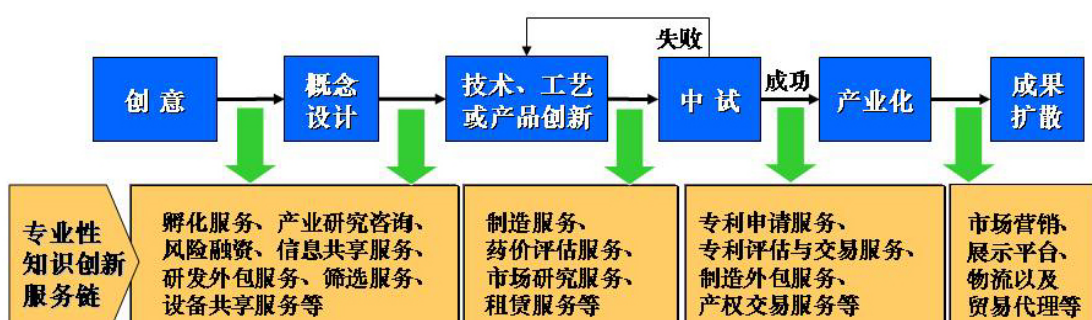 失败
创意
概念
设计
技术、工艺
或产品创新
中试
成功
产业化
成果
扩散
专业性
知识创新
服务链
孵化服务、产业研究咨询、
风险融资、信息共享服务、
研发外包服务、筛选服务、
设备共享服务等
制造服务、
药价评估服务、
市场研究服务、
租赁服务等
专利申请服务、
专利评估与交易服务、
制造外包服务、
产权交易服务等
市场营销、
展示平台、
物流以及
贸易代理等